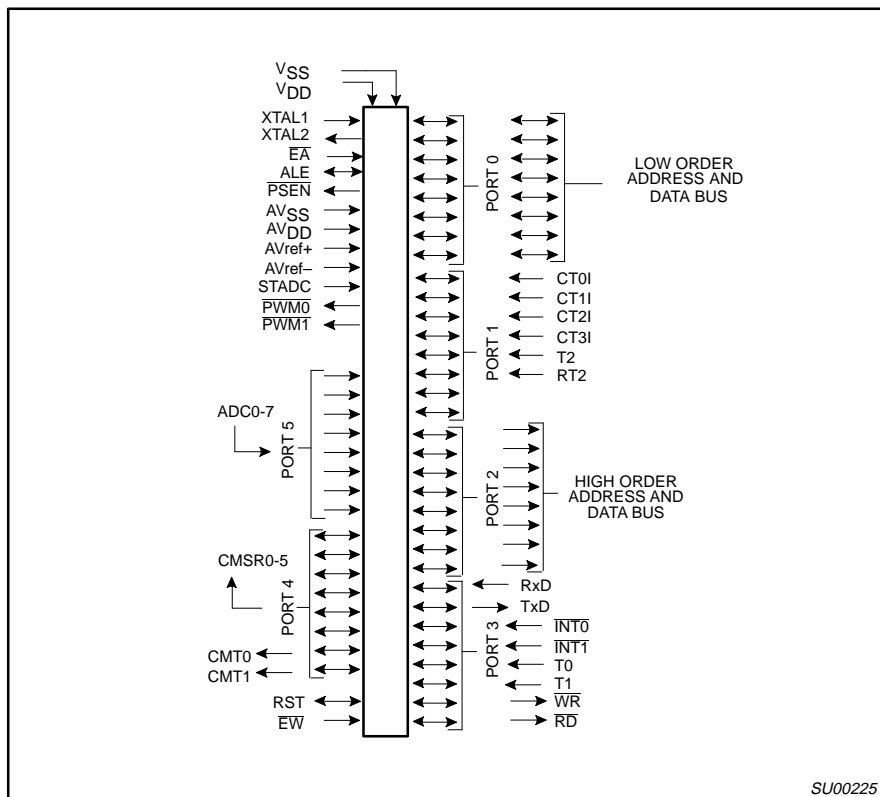 VSS
VDD
XTAL1
XTAL2
EA
ALE
PSEN
AVSS
AVDD
AVref+
AVref–
STADC
PWM0
PWM1
ADC0-7
PORT 5
CMSR0-5
PORT 4
CMT0
CMT1
RST
EW
PORT 0
LOW ORDER
ADDRESS AND
DATA BUS
PORT 1
CT0I
CT1I
CT2I
CT3I
T2
RT2
PORT 2
HIGH ORDER
ADDRESS AND
DATA BUS
PORT 3
RxD
TxD
INT0
INT1
T0
T1
WR
RD
SU00225